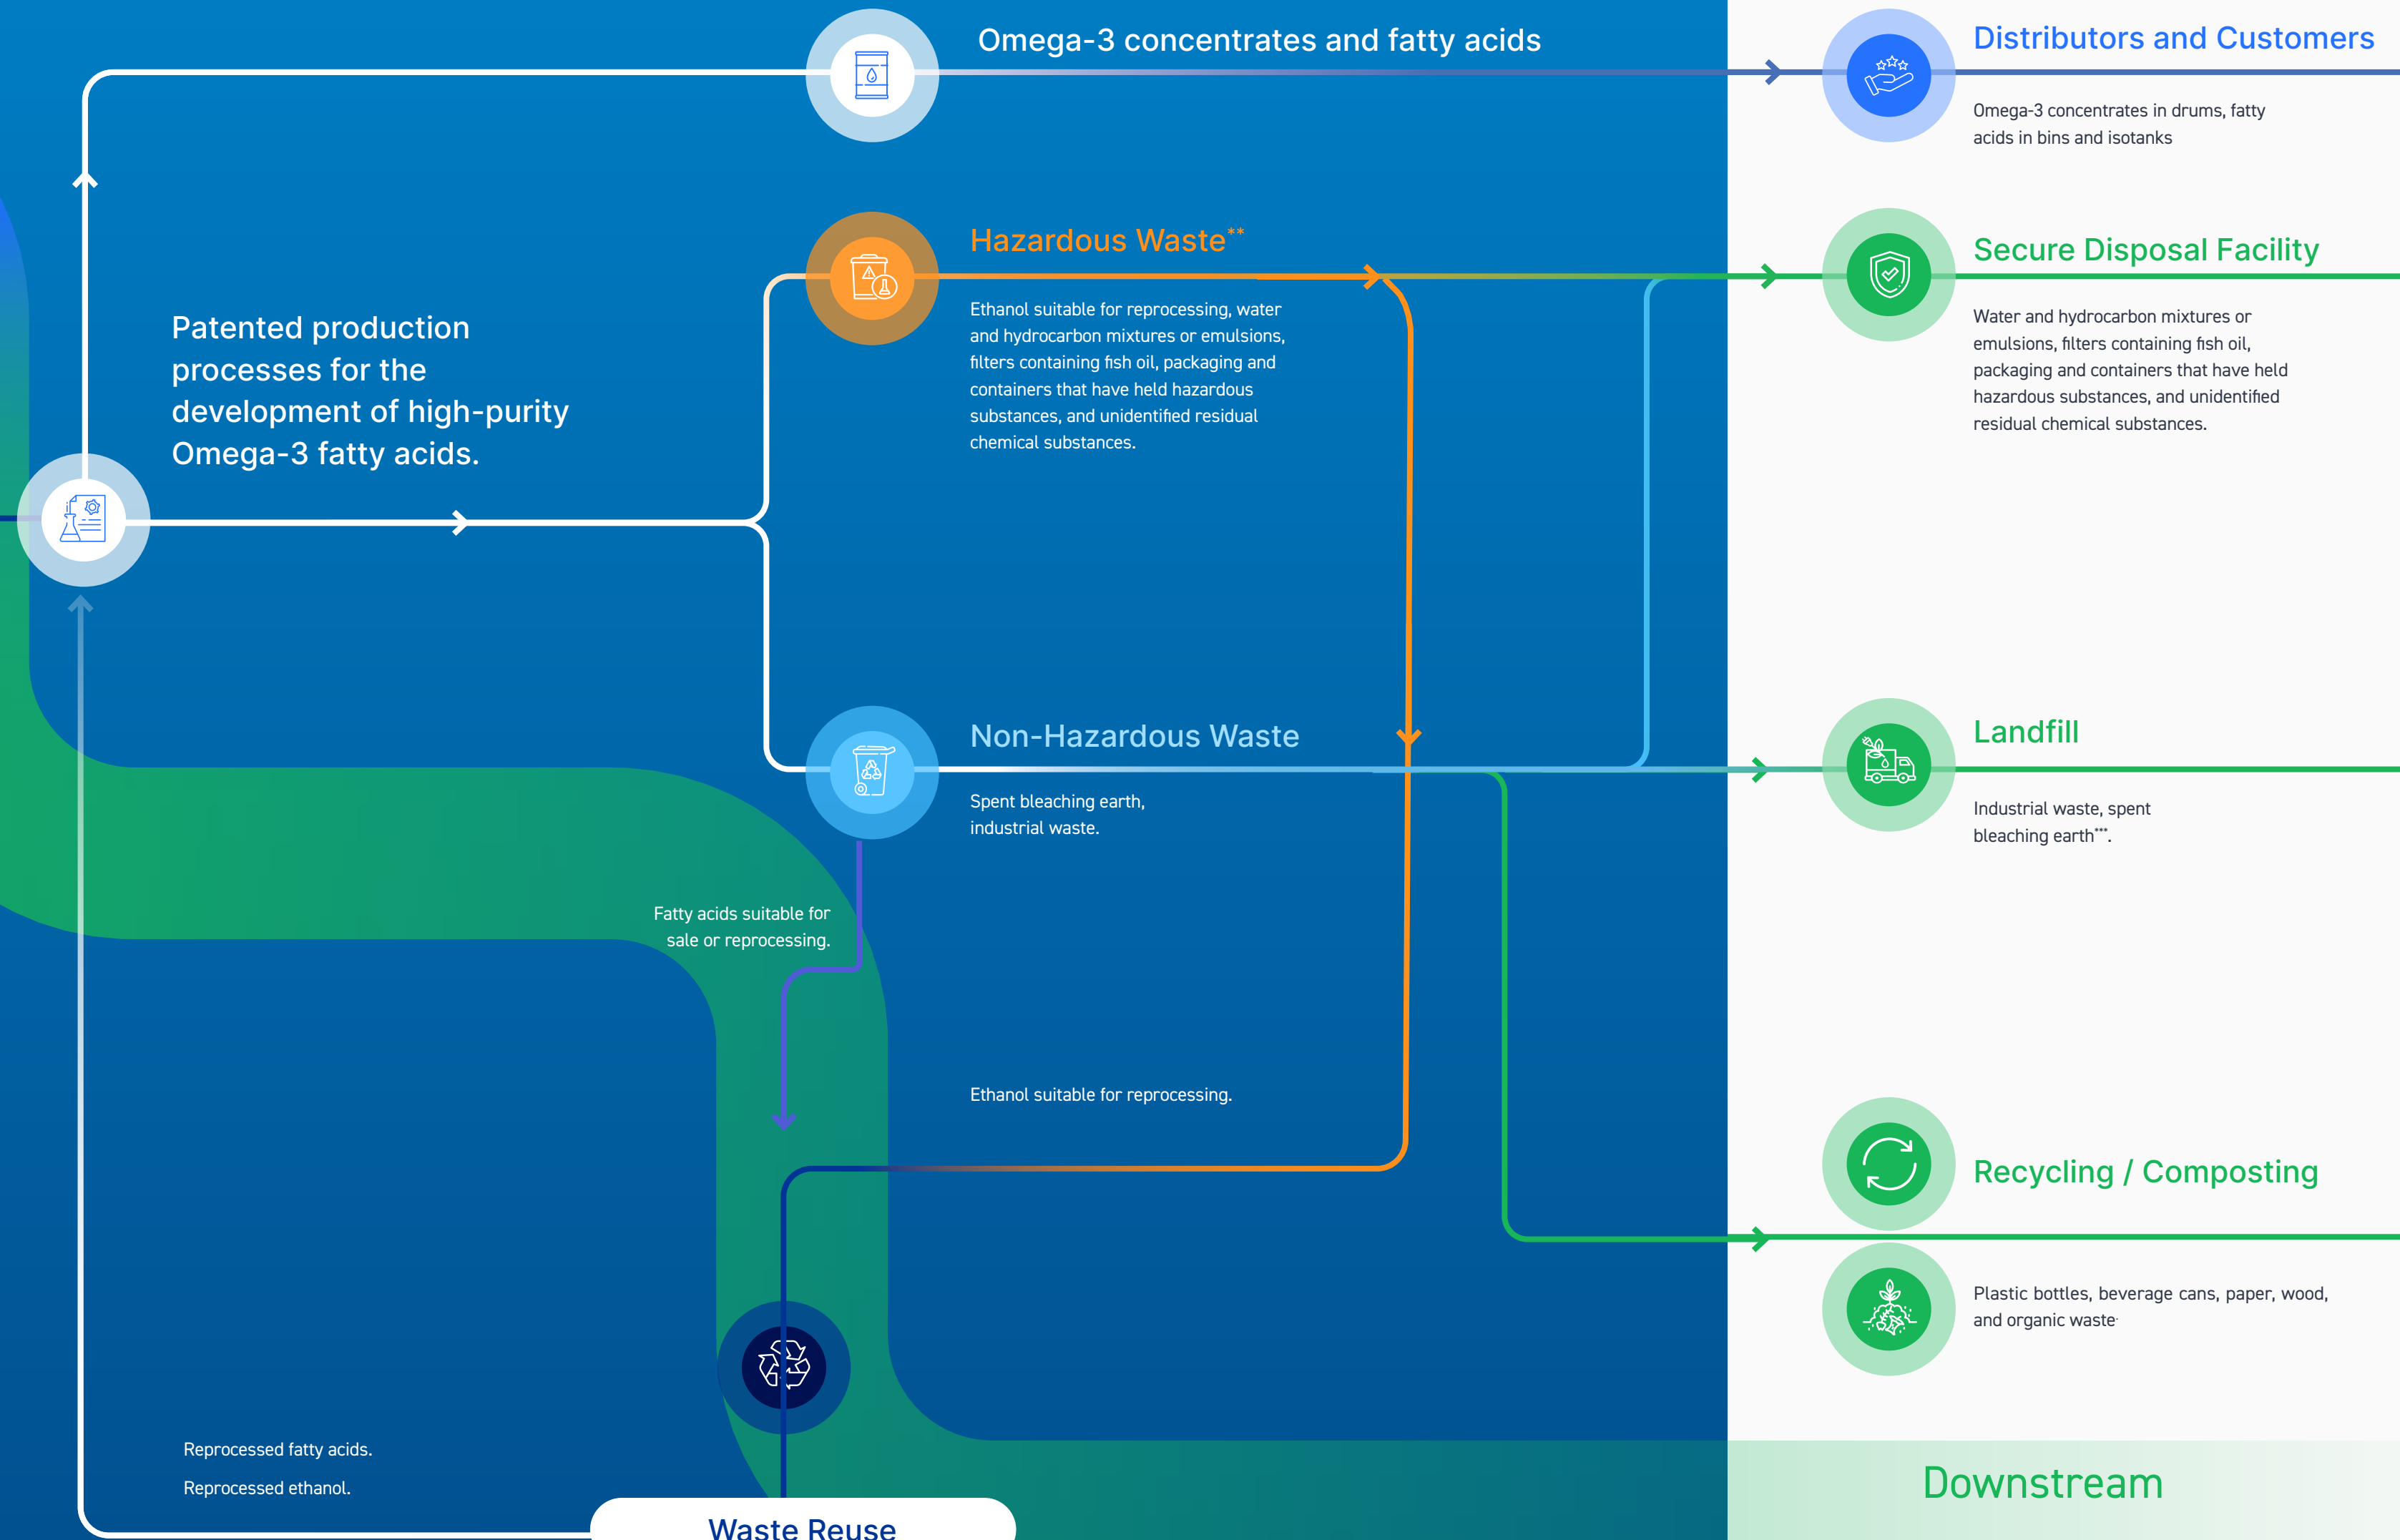 Omega-3 concentrates and fatty acids
Distributors and Customers
Omega-3 concentrates in drums, fatty
acids in bins and isotanks
Hazardous Waste**
Ethanol suitable for reprocessing, water
and hydrocarbon mixtures or emulsions,
filters containing fish oil, packaging and
containers that have held hazardous
substances, and unidentified residual
chemical substances.
Secure Disposal Facility
Water and hydrocarbon mixtures or
emulsions, filters containing fish oil,
packaging and containers that have held
hazardous substances, and unidentified
residual chemical substances.
Patented production
processes for the
development of high-purity
Omega-3 fatty acids.
Non-Hazardous Waste
Spent bleaching earth,
industrial waste.
Landfill
Industrial waste, spent
bleaching earth***.
Fatty acids suitable for
sale or reprocessing.
Ethanol suitable for reprocessing.
Recycling / Composting
Plastic bottles, beverage cans, paper, wood,
and organic waste.
Reprocessed fatty acids.
Reprocessed ethanol.
Waste Reuse
Downstream